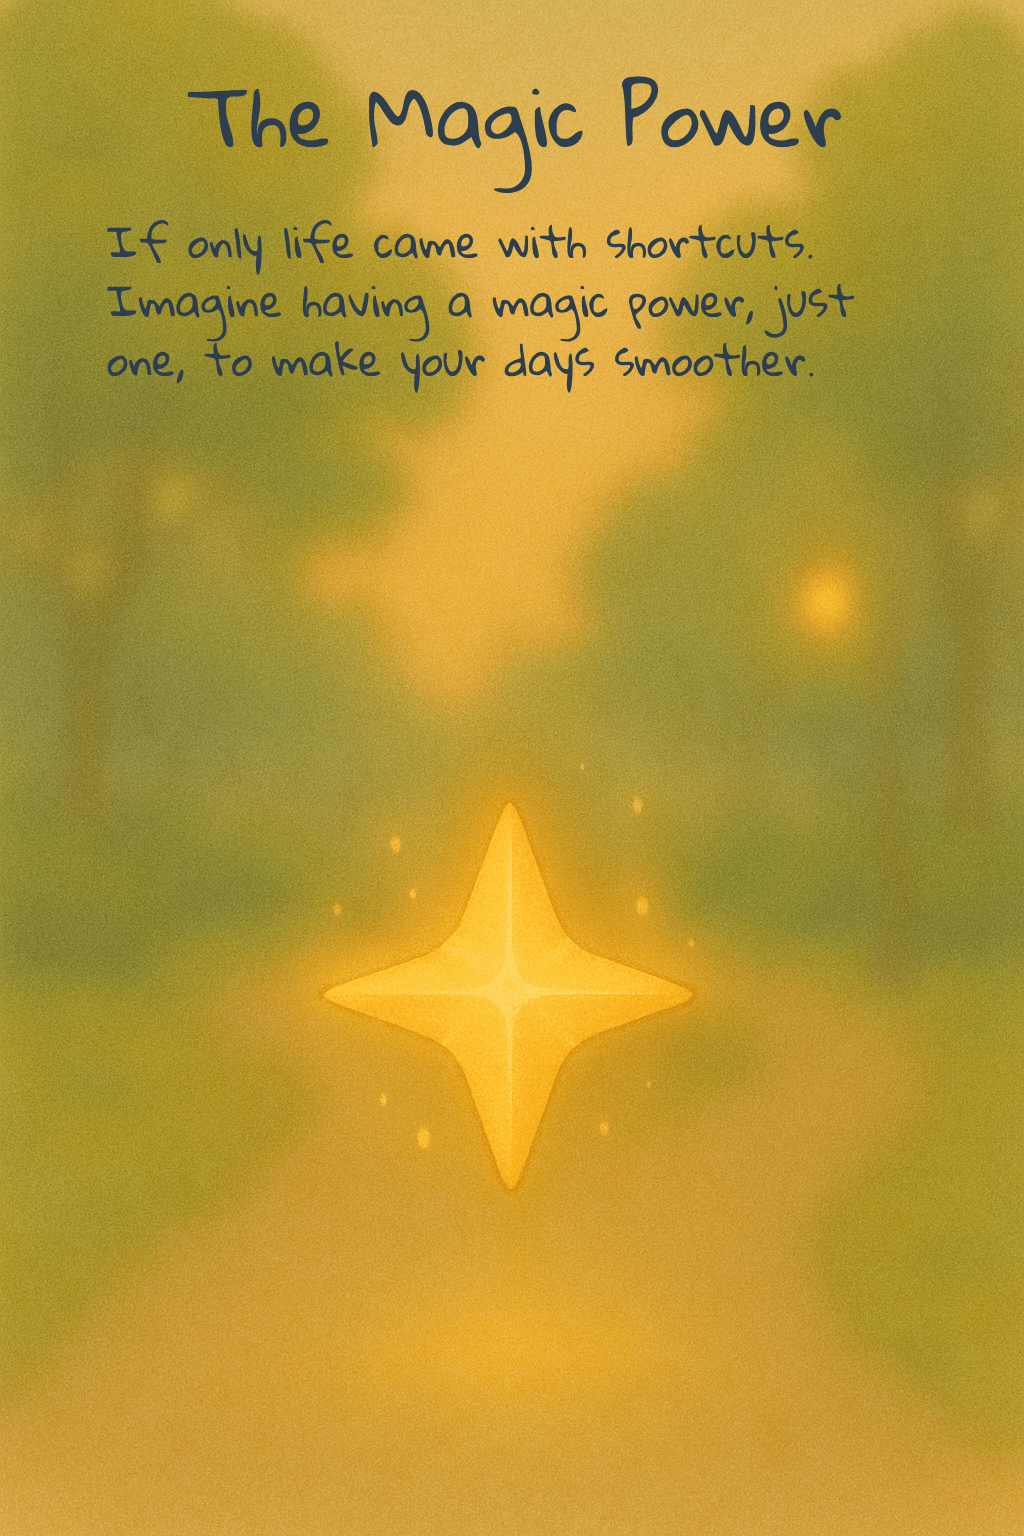 The Magic Power
If only life came with shortcuts.
Imagine having a magic power, just
one, to make your days smoother.